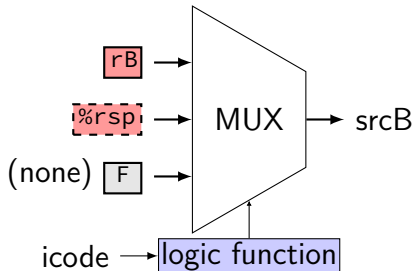 rB
%rsp
MUX
srcB
(none) F
icode
logic function